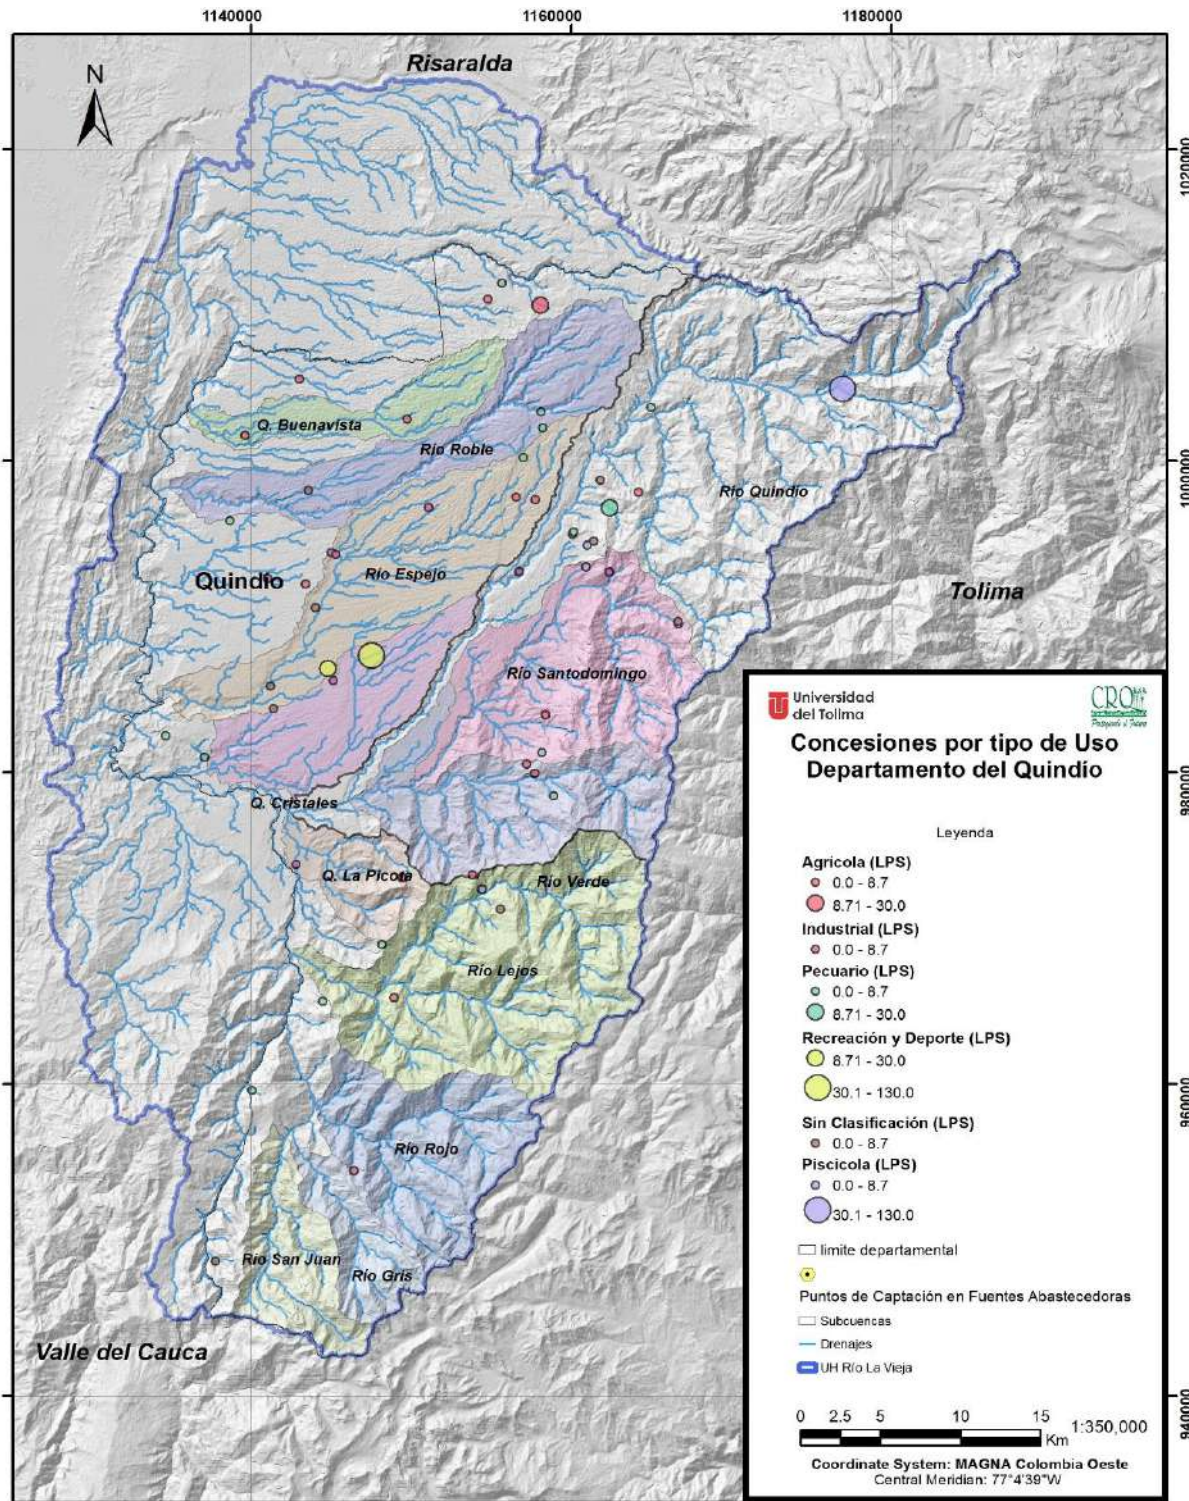 1140000
1160000
1180000
Risaralda
N
1020000
Q. Buenavista
Río Roble
Río Quindío
1000000
Quindío
Río Espejo
Tolima
Río Santodomingo
Universidad
del Tolima
CRQ
Protegiendo el Futuro
Concesiones por tipo de Uso
Departamento del Quindío
980000
Q. Cristales
Leyenda
Agrícola (LPS)
0.0 - 8.7
8.71 - 30.0
Q. La Picota
Río Verde
Industrial (LPS)
0.0 - 8.7
Río Lejos
Pecuario (LPS)
0.0 - 8.7
8.71 - 30.0
Recreación y Deporte (LPS)
8.71 - 30.0
30.1 - 130.0
960000
Sin Clasificación (LPS)
0.0 - 8.7
Río Rojo
Piscicola (LPS)
0.0 - 8.7
30.1 - 130.0
Río San Juan
Río Gris
limite departamental
Puntos de Captación en Fuentes Abastecedoras
Subcuencas
Drenajes
UH Río La Vieja
Valle del Cauca
940000
0 2.5 5 10 15
Km
1:350,000
Coordinate System: MAGNA Colombia Oeste
Central Meridian: 77°4'39"W